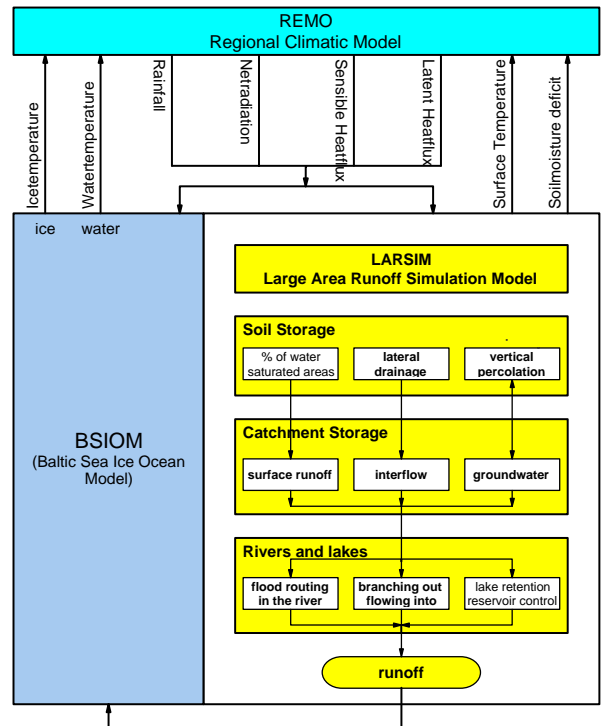 REMO
Regional Climatic Model
Icetemperature
Watertemperature
Rainfall
Netradiation
Sensible Heatflux
Latent Heatflux
Surface Temperature
Soilmoisture deficit
ice water
LARSIM
Large Area Runoff Simulation Model
Soil Storage
% of water
saturated areas
lateral
drainage
vertical
percolation
BSIOM
(Baltic Sea Ice Ocean
Model)
Catchment Storage
surface runoff
interflow
groundwater
Rivers and lakes
flood routing
in the river
branching out
flowing into
lake retention
reservoir control
runoff